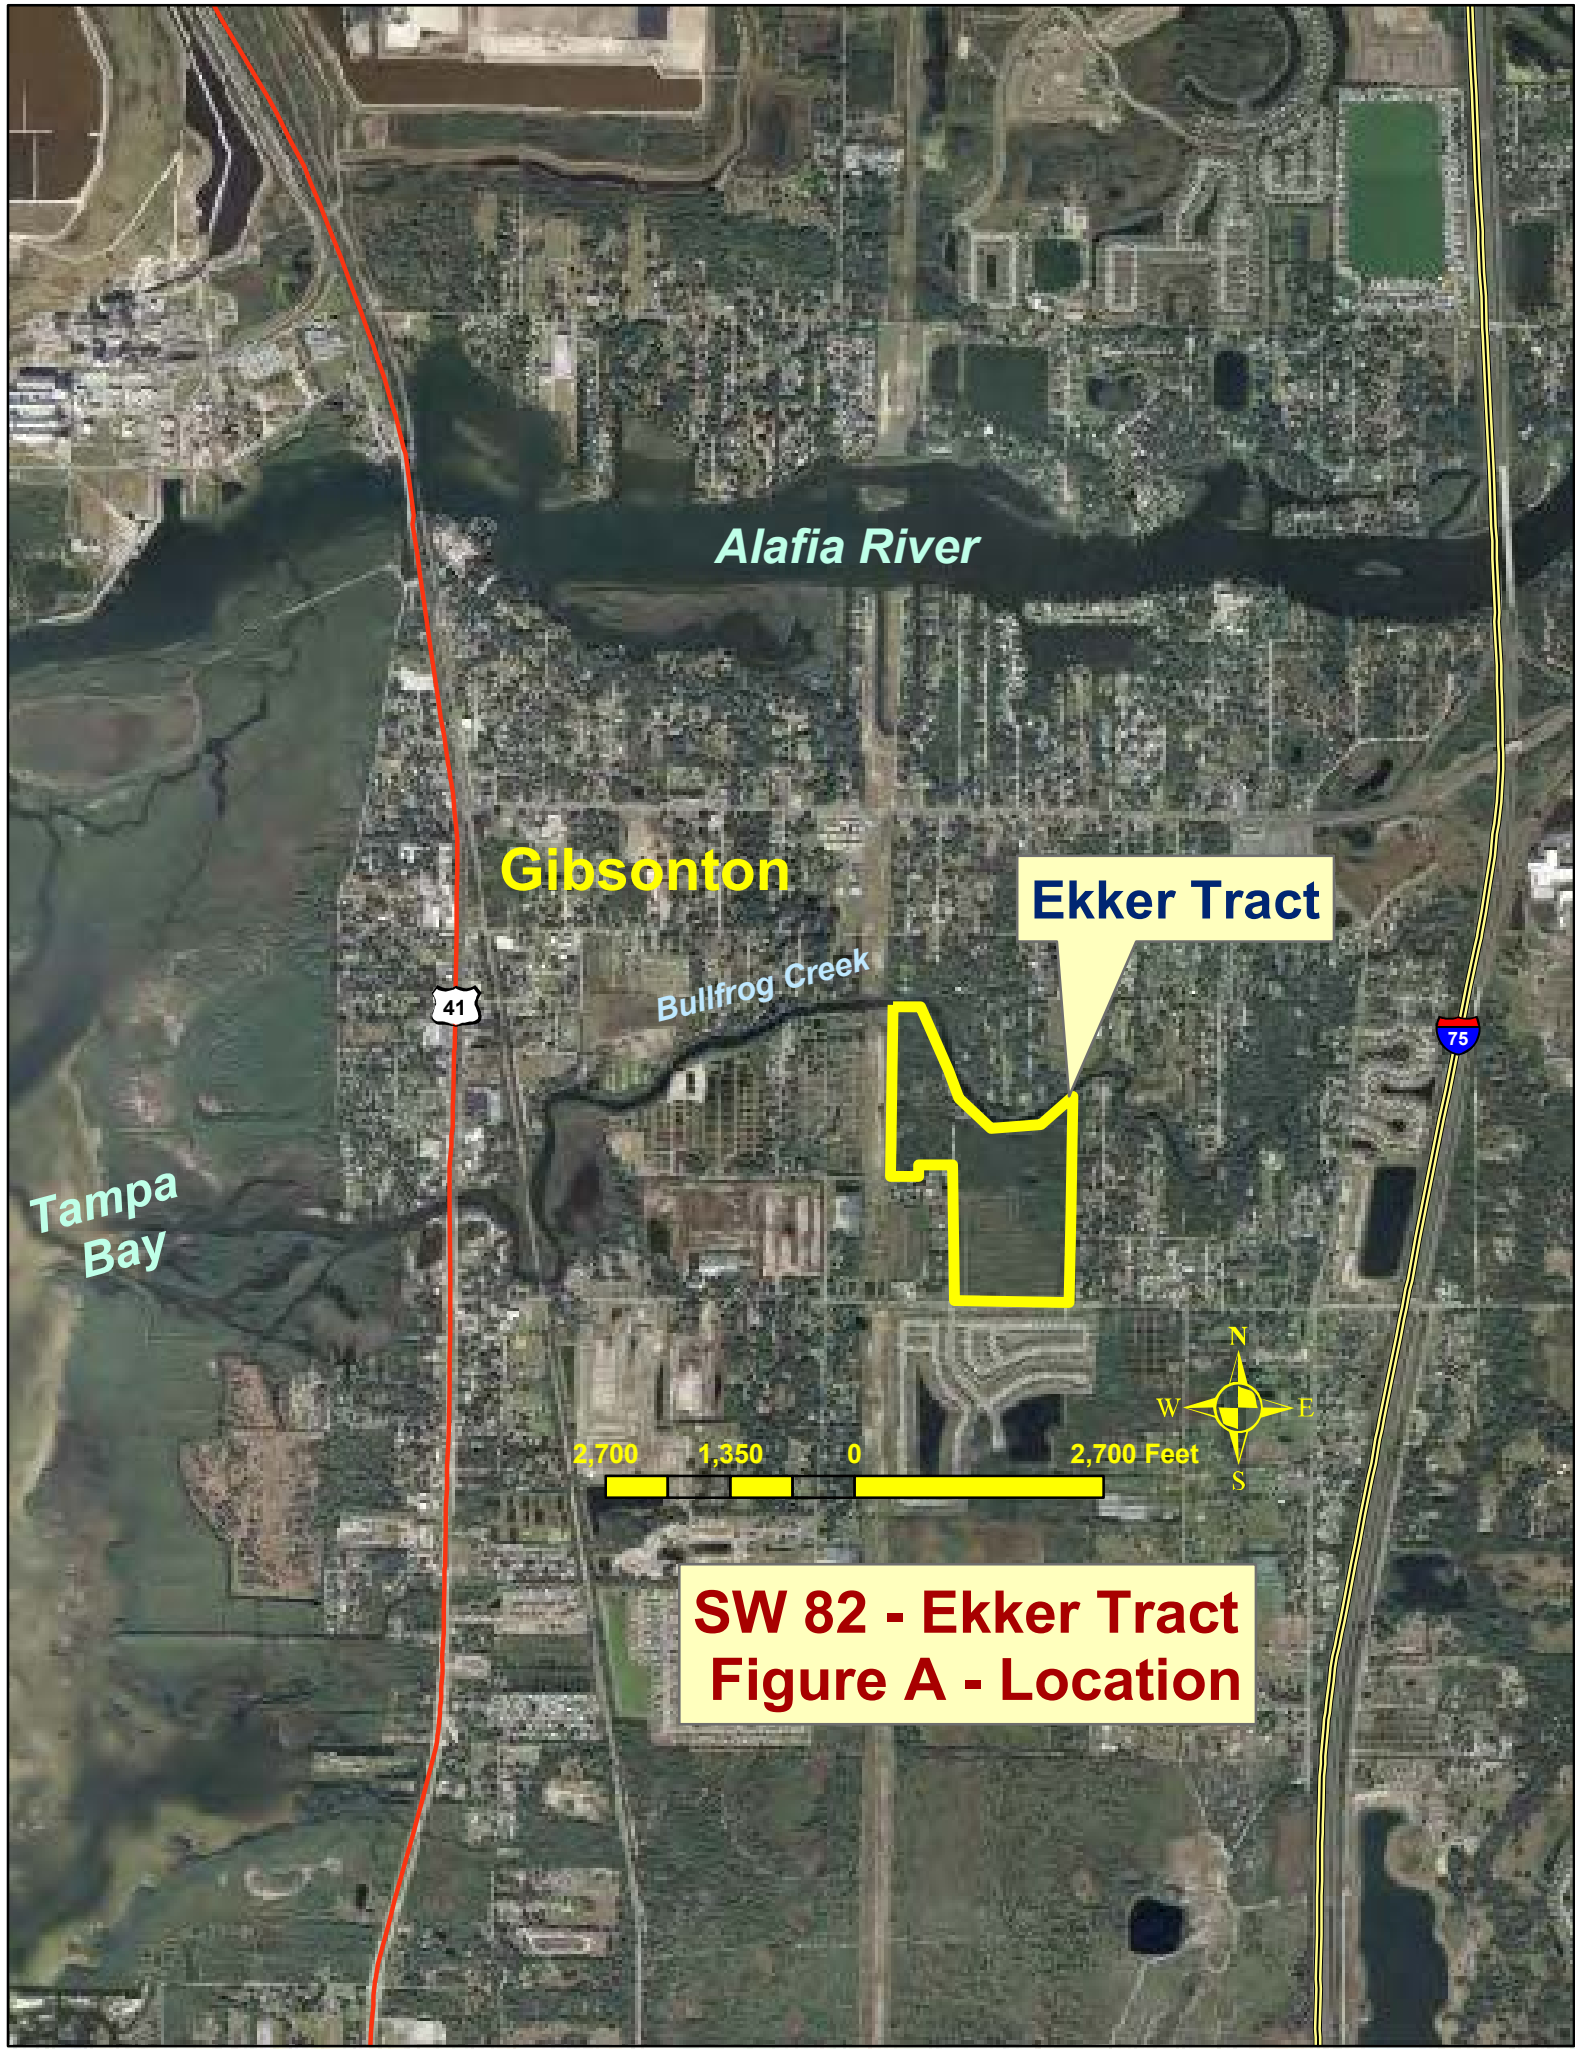 Alafia River
Gibsonton
Ekker Tract
Bullfrog Creek
41
75
Tampa
Bay
N
W
E
S
2,700 1,350 0 2,700 Feet
SW 82 - Ekker Tract
Figure A - Location